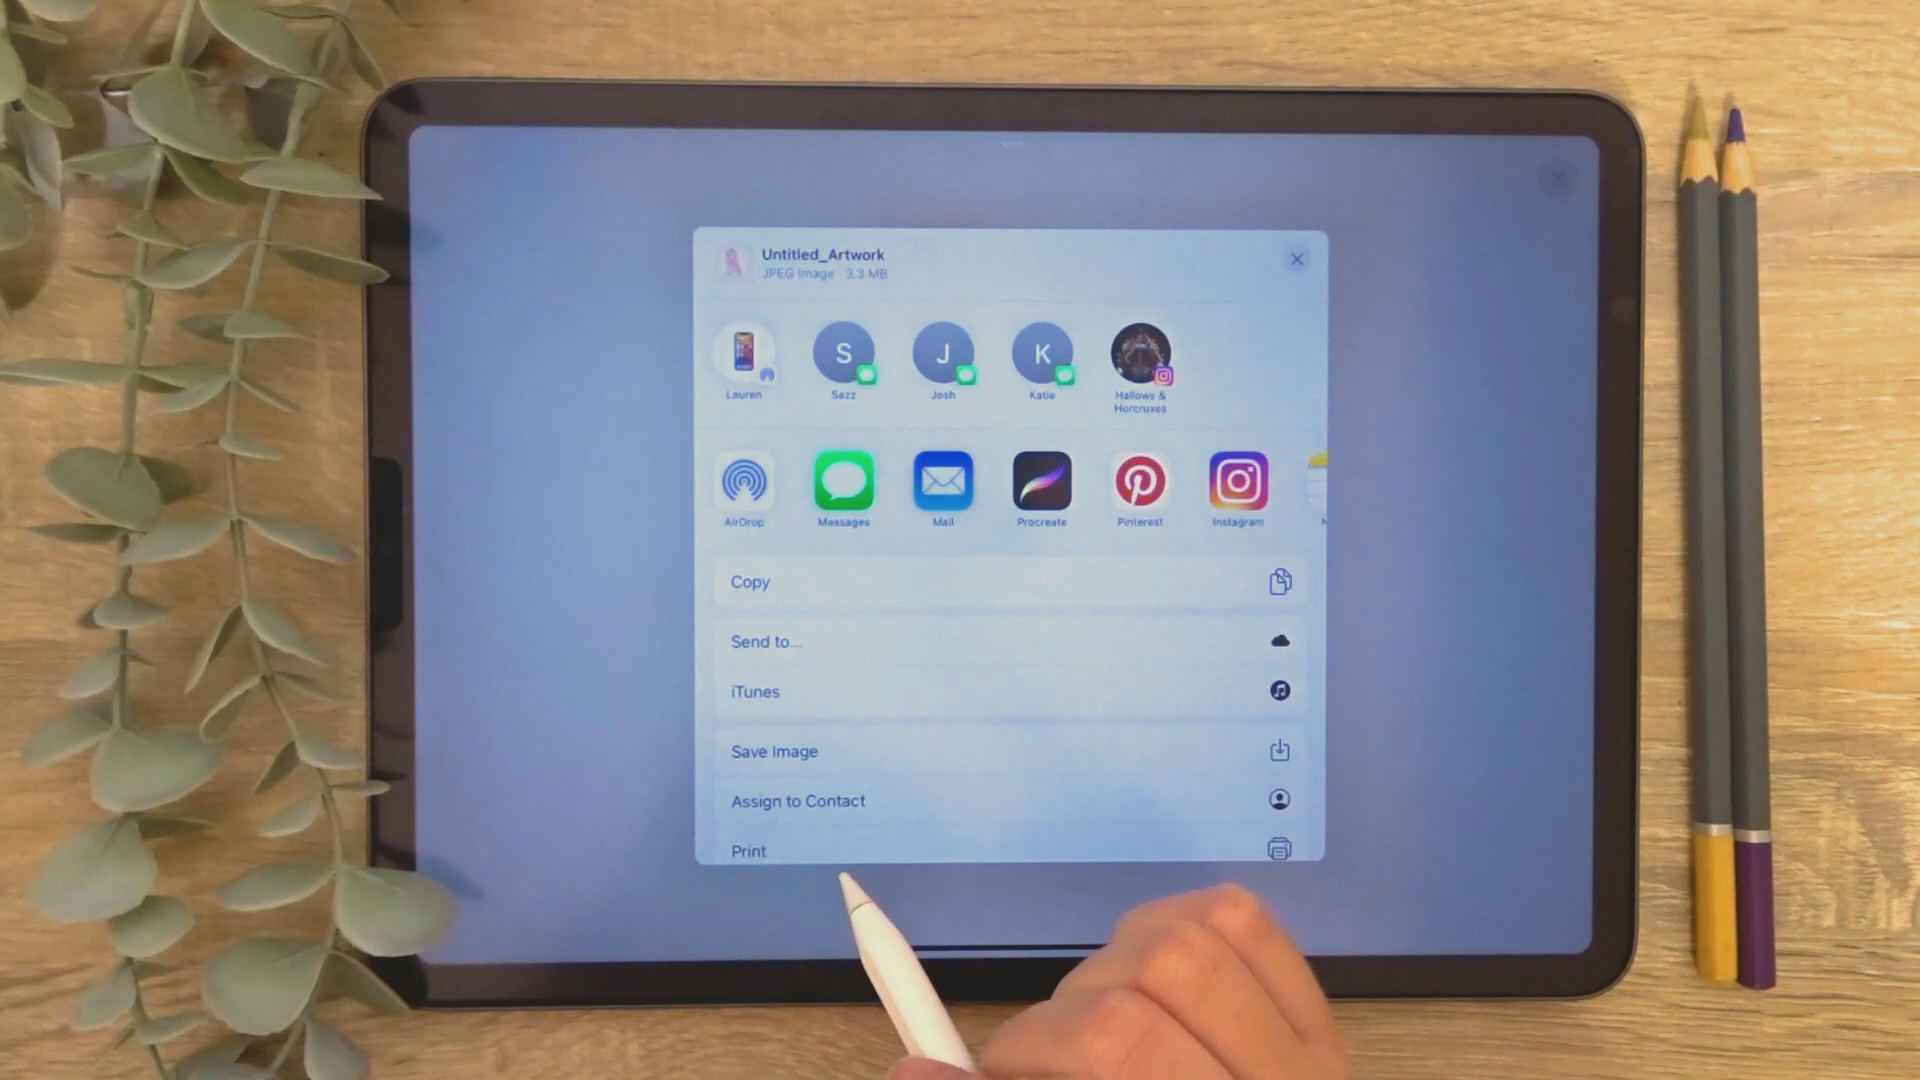 Untitled_Artwork
JPEG Image · 3.3 MB
Lauren
S
Sazz
J
Josh
K
Katie
Hallows &
Horcruxes
AirDrop
Messages
Mail
Procreate
Pinterest
Instagram
Copy
Send to...
iTunes
Save Image
Assign to Contact
Print